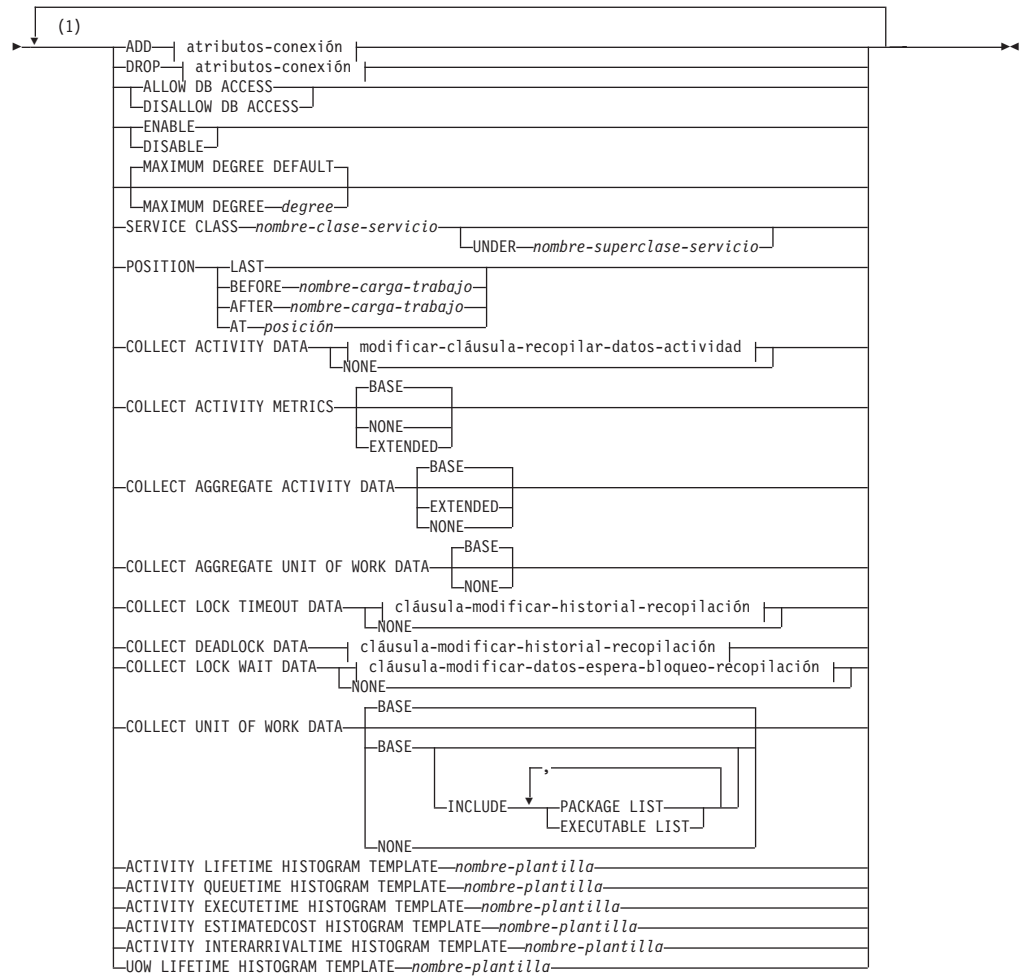 (1)
ADD atributos-conexión
DROP atributos-conexión
ALLOW DB ACCESS
DISALLOW DB ACCESS
ENABLE
DISABLE
MAXIMUM DEGREE DEFAULT
MAXIMUM DEGREE degree
SERVICE CLASS nombre-clase-servicio
UNDER nombre-superclase-servicio
POSITION LAST
BEFORE nombre-carga-trabajo
AFTER nombre-carga-trabajo
AT posición
COLLECT ACTIVITY DATA modificar-cláusula-recopilar-datos-actividad
NONE
BASE
COLLECT ACTIVITY METRICS
NONE
EXTENDED
BASE
COLLECT AGGREGATE ACTIVITY DATA
EXTENDED
NONE
BASE
COLLECT AGGREGATE UNIT OF WORK DATA
NONE
COLLECT LOCK TIMEOUT DATA cláusula-modificar-historial-recopilación
NONE
COLLECT DEADLOCK DATA cláusula-modificar-historial-recopilación
COLLECT LOCK WAIT DATA cláusula-modificar-datos-espera-bloqueo-recopilación
NONE
BASE
COLLECT UNIT OF WORK DATA
BASE
,
INCLUDE PACKAGE LIST
EXECUTABLE LIST
NONE
ACTIVITY LIFETIME HISTOGRAM TEMPLATE nombre-plantilla
ACTIVITY QUEUETIME HISTOGRAM TEMPLATE nombre-plantilla
ACTIVITY EXECUTETIME HISTOGRAM TEMPLATE nombre-plantilla
ACTIVITY ESTIMATEDCOST HISTOGRAM TEMPLATE nombre-plantilla
ACTIVITY INTERARRIVALTIME HISTOGRAM TEMPLATE nombre-plantilla
UOW LIFETIME HISTOGRAM TEMPLATE nombre-plantilla